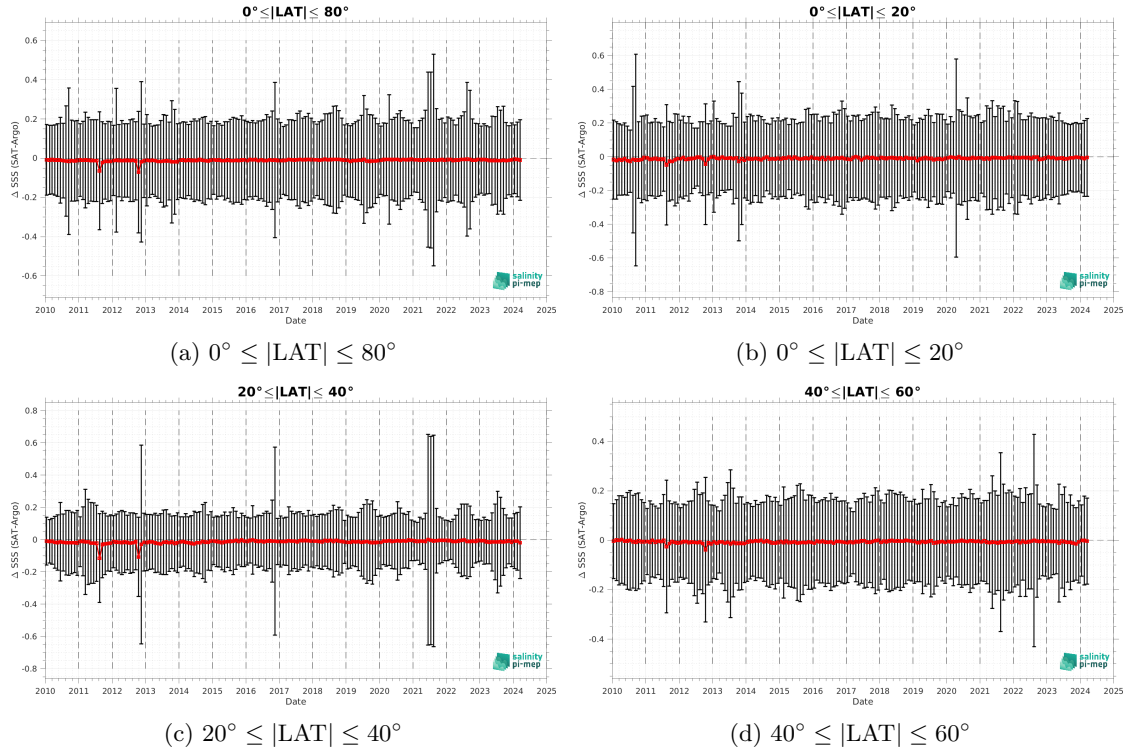 0°≤|LAT|≤ 80°
Δ SSS (SAT-Argo)
0.6
0.4
0.2
0
-0.2
-0.4
-0.6
salinity
pi-mep
2010 2011 2012 2013 2014 2015 2016 2017 2018 2019 2020 2021 2022 2023 2024 2025
Date
(a) 0° ≤ |LAT| ≤ 80°
0°≤|LAT|≤ 20°
Δ SSS (SAT-Argo)
0.6
0.4
0.2
0
-0.2
-0.4
-0.6
-0.8
salinity
pi-mep
2010 2011 2012 2013 2014 2015 2016 2017 2018 2019 2020 2021 2022 2023 2024 2025
Date
(b) 0° ≤ |LAT| ≤ 20°
20°≤|LAT|≤ 40°
Δ SSS (SAT-Argo)
0.8
0.6
0.4
0.2
0
-0.2
-0.4
-0.6
-0.8
salinity
pi-mep
2010 2011 2012 2013 2014 2015 2016 2017 2018 2019 2020 2021 2022 2023 2024 2025
Date
(c) 20° ≤ |LAT| ≤ 40°
40°≤|LAT|≤ 60°
Δ SSS (SAT-Argo)
0.4
0.2
0
-0.2
-0.4
salinity
pi-mep
2010 2011 2012 2013 2014 2015 2016 2017 2018 2019 2020 2021 2022 2023 2024 2025
Date
(d) 40° ≤ |LAT| ≤ 60°